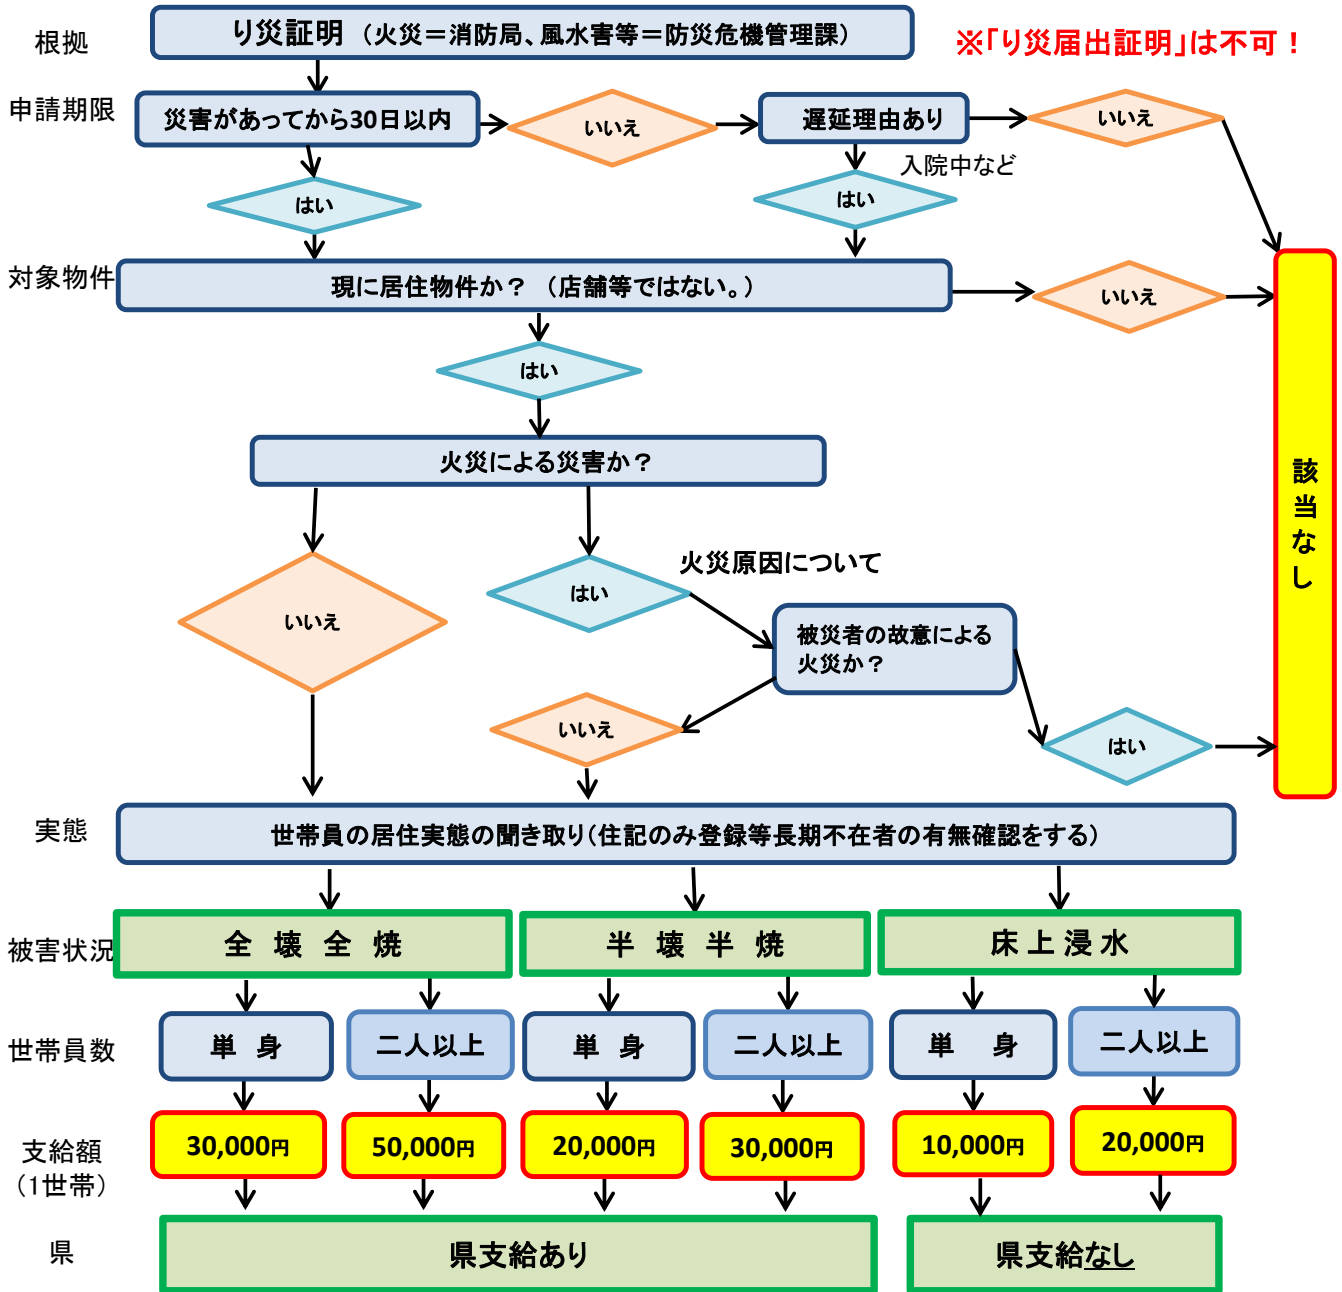 根拠
り災証明（火災＝消防局、風水害等＝防災危機管理課）
※「り災届出証明」は不可！
申請期限
災害があってから30日以内
いいえ
遅延理由あり
いいえ
入院中など
はい
はい
対象物件
現に居住物件か？（店舗等ではない。）
いいえ
はい
火災による災害か？
該当なし
火災原因について
いいえ
はい
被災者の故意による
火災か？
いいえ
はい
実態
世帯員の居住実態の聞き取り（住記のみ登録等長期不在者の有無確認をする）
被害状況
全壊全焼
半壊半焼
床上浸水
世帯員数
単身
二人以上
単身
二人以上
単身
二人以上
支給額
（1世帯）
30,000円
50,000円
20,000円
30,000円
10,000円
20,000円
県
県支給あり
県支給なし